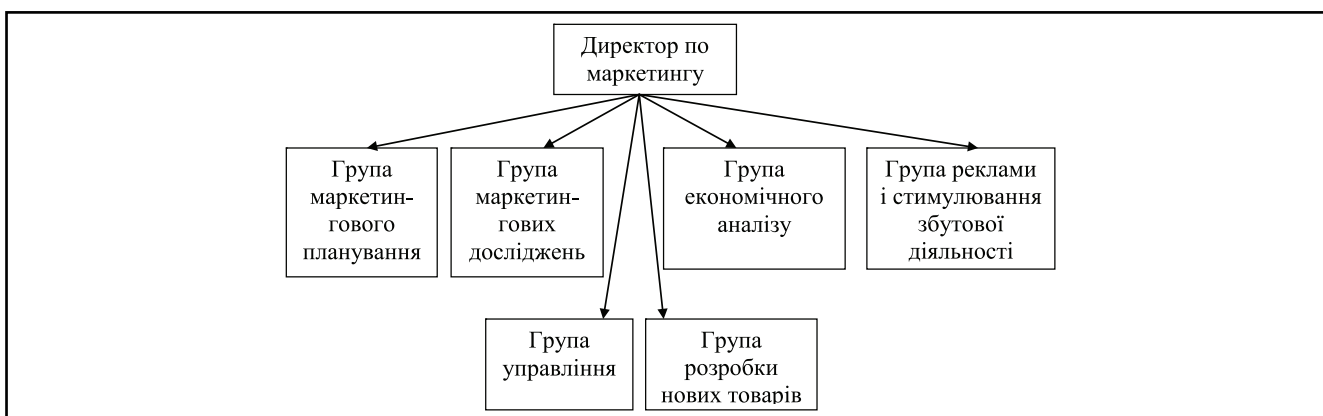 Директор по
маркетингу
Група
маркетин-
гового
планування
Група
маркетин-
гових
досліджень
Група
економічного
аналізу
Група реклами
і стимулювання
збутової
діяльності
Група
управління
Група
розробки
нових товарів